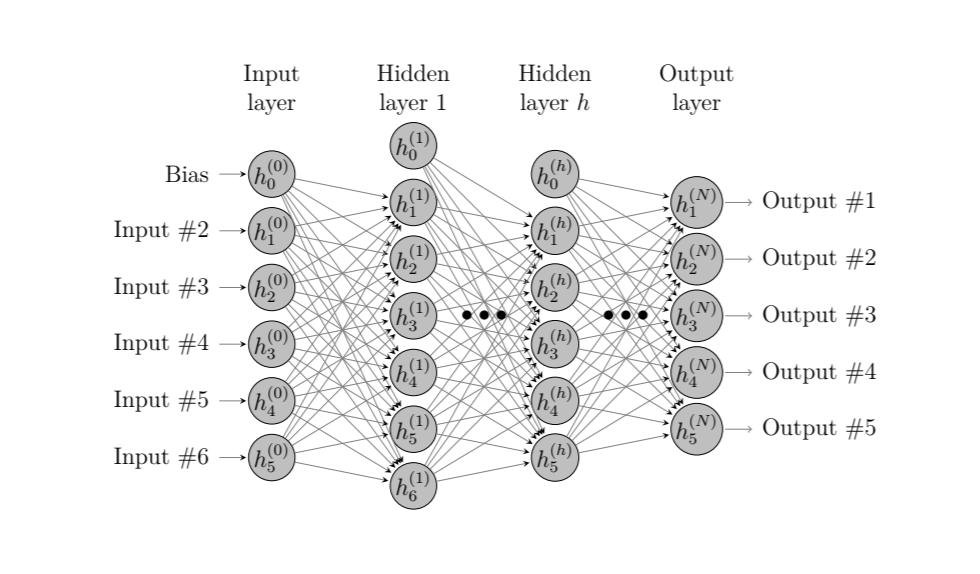 Input layer
Hidden layer 1
Hidden layer h
Output layer
Bias
Input #2
Input #3
Input #4
Input #5
Input #6
h_0^{(0)}
h_1^{(0)}
h_2^{(0)}
h_3^{(0)}
h_4^{(0)}
h_5^{(0)}
h_0^{(1)}
h_1^{(1)}
h_2^{(1)}
h_3^{(1)}
h_4^{(1)}
h_5^{(1)}
h_6^{(1)}
h_0^{(h)}
h_1^{(h)}
h_2^{(h)}
h_3^{(h)}
h_4^{(h)}
h_5^{(h)}
h_1^{(N)}
h_2^{(N)}
h_3^{(N)}
h_4^{(N)}
h_5^{(N)}
Output #1
Output #2
Output #3
Output #4
Output #5